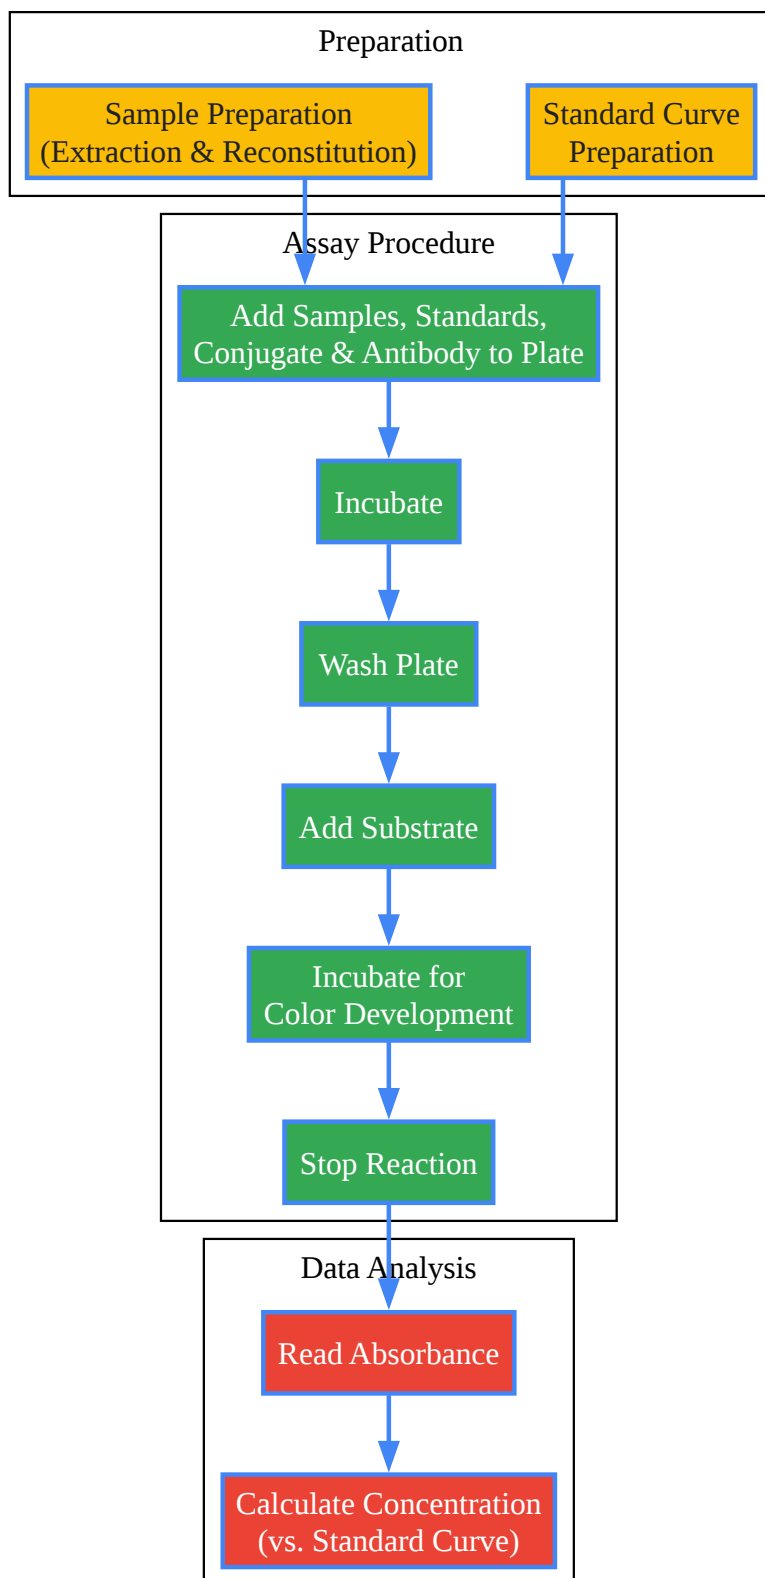 Preparation
Sample Preparation
(Extraction & Reconstitution)
Standard Curve
Preparation
Assay Procedure
Add Samples, Standards,
Conjugate & Antibody to Plate
Incubate
Wash Plate
Add Substrate
Incubate for
Color Development
Stop Reaction
Data Analysis
Read Absorbance
Calculate Concentration
(vs. Standard Curve)